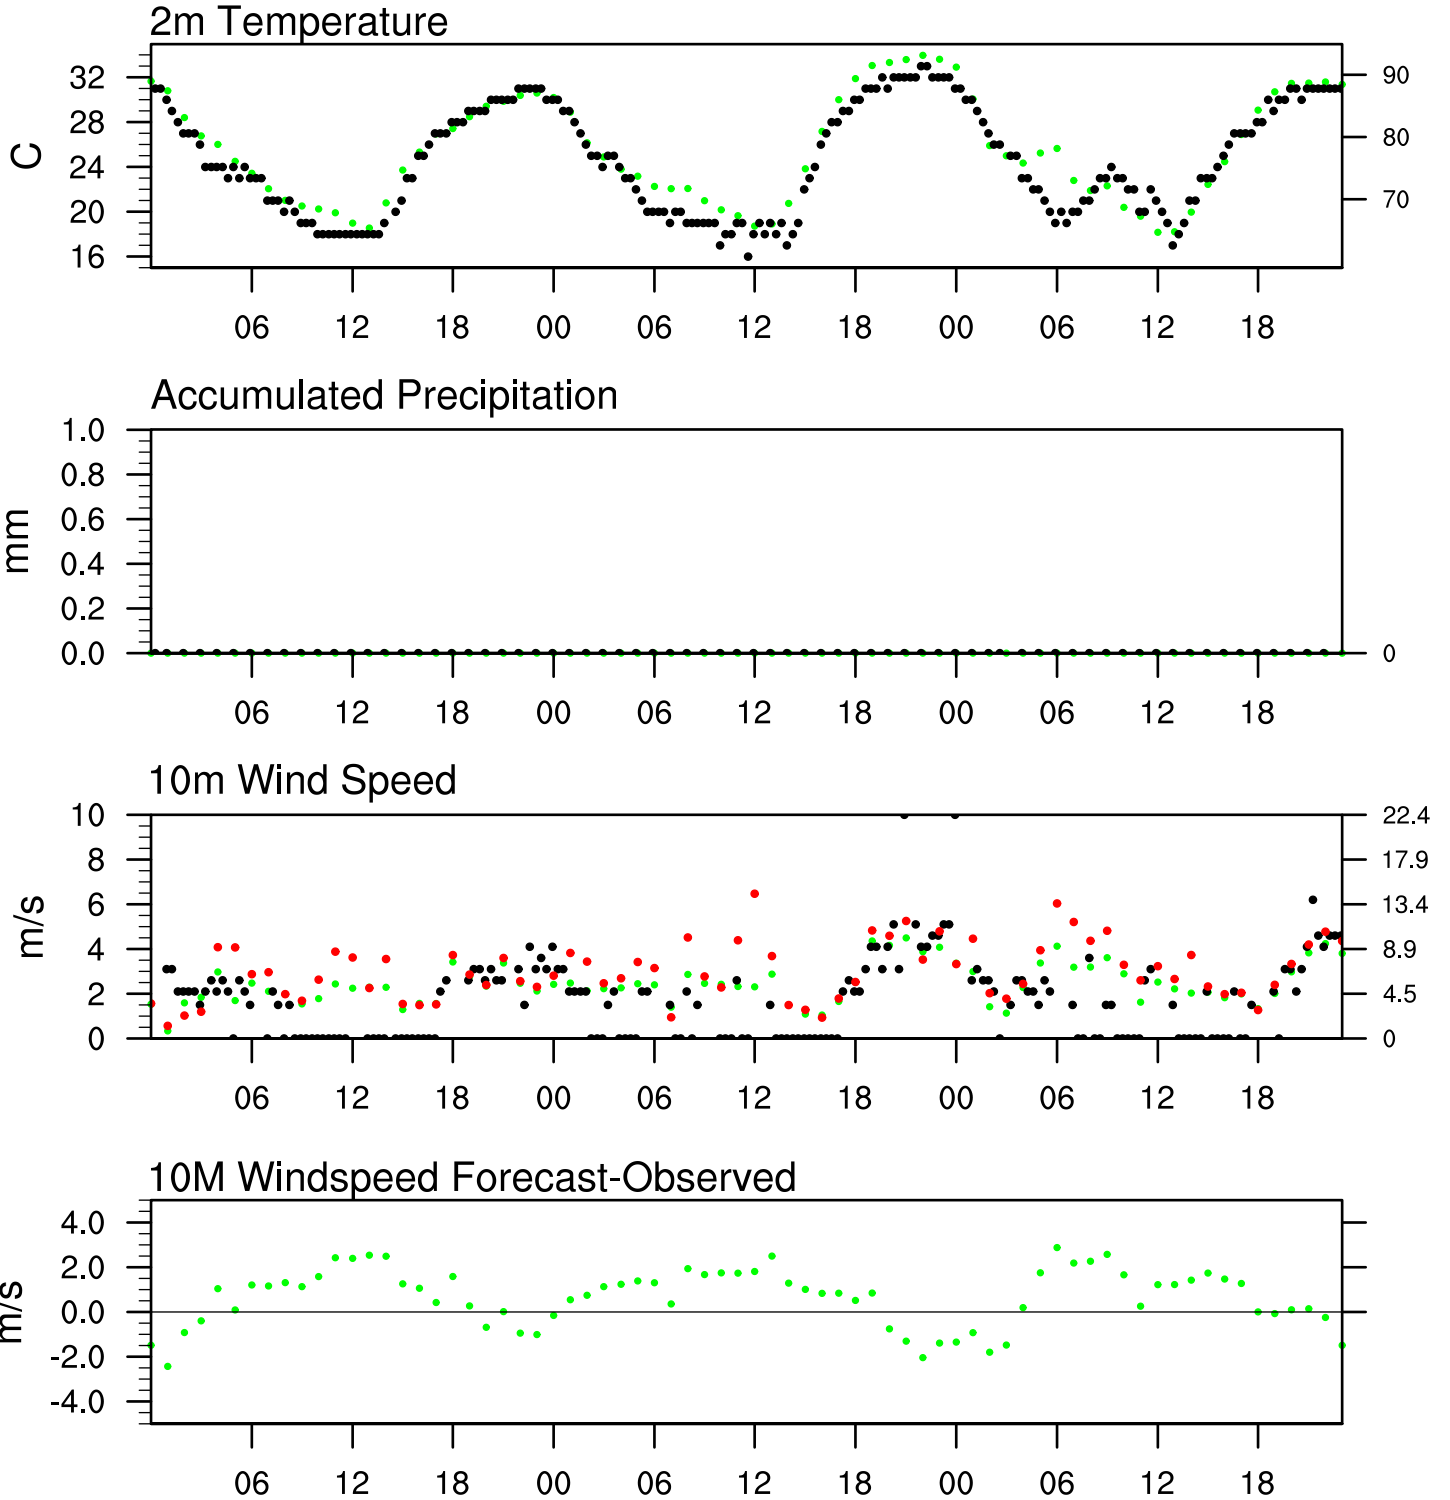 2m Temperature
C
32
28
24
20
16
90
80
70
06 12 18 00 06 12 18 00 06 12 18
Accumulated Precipitation
mm
1.0
0.8
0.6
0.4
0.2
0.0
0
06 12 18 00 06 12 18 00 06 12 18
10m Wind Speed
m/s
10
8
6
4
2
0
22.4
17.9
13.4
8.9
4.5
0
06 12 18 00 06 12 18 00 06 12 18
10M Windspeed Forecast-Observed
m/s
4.0
2.0
0.0
-2.0
-4.0
06 12 18 00 06 12 18 00 06 12 18